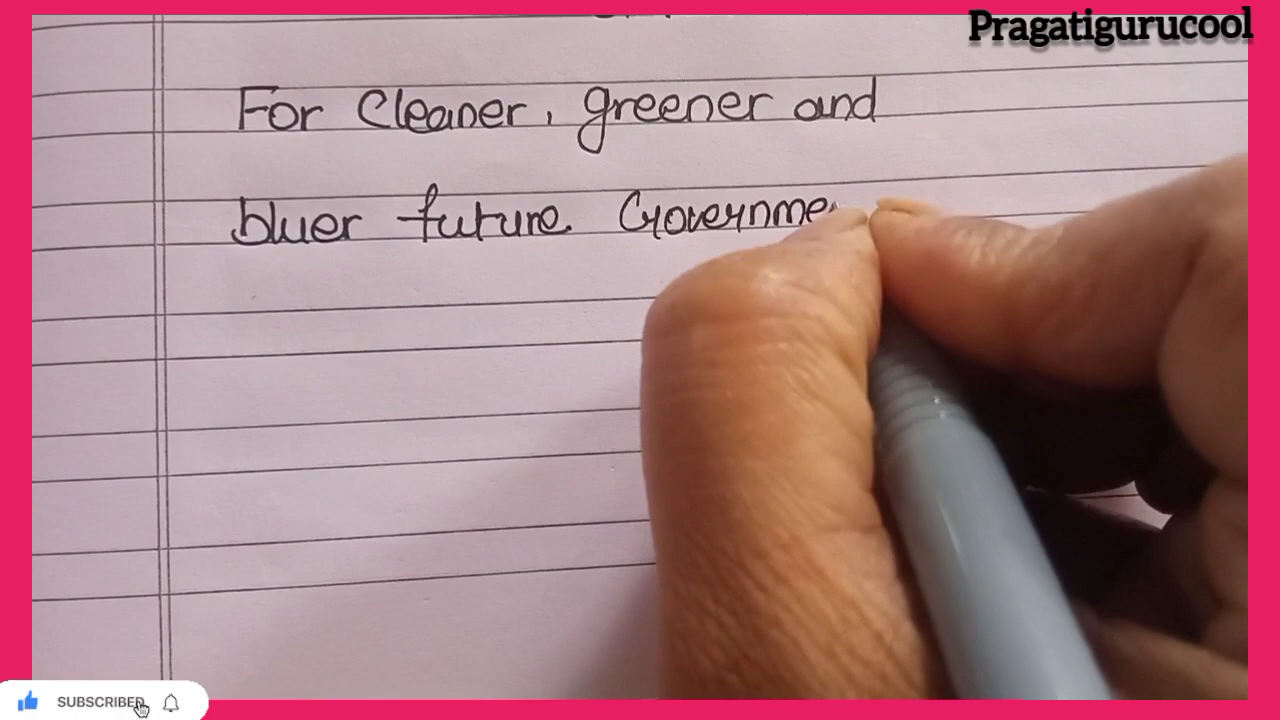 Pragatigurucool
For Cleaner, greener and
bluer future Governme
SUBSCRIBED